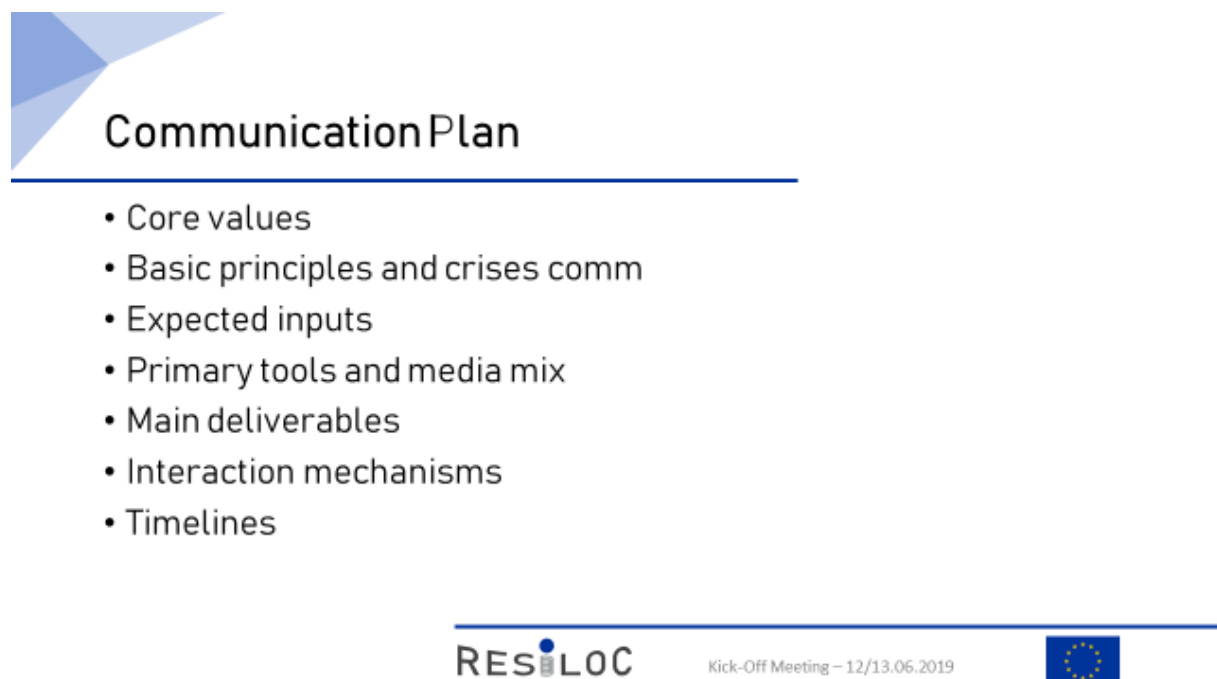 Communication Plan
• Core values
• Basic principles and crises comm
• Expected inputs
• Primary tools and media mix
• Main deliverables
• Interaction mechanisms
• Timelines
RESiLOC
Kick-Off Meeting – 12/13.06.2019